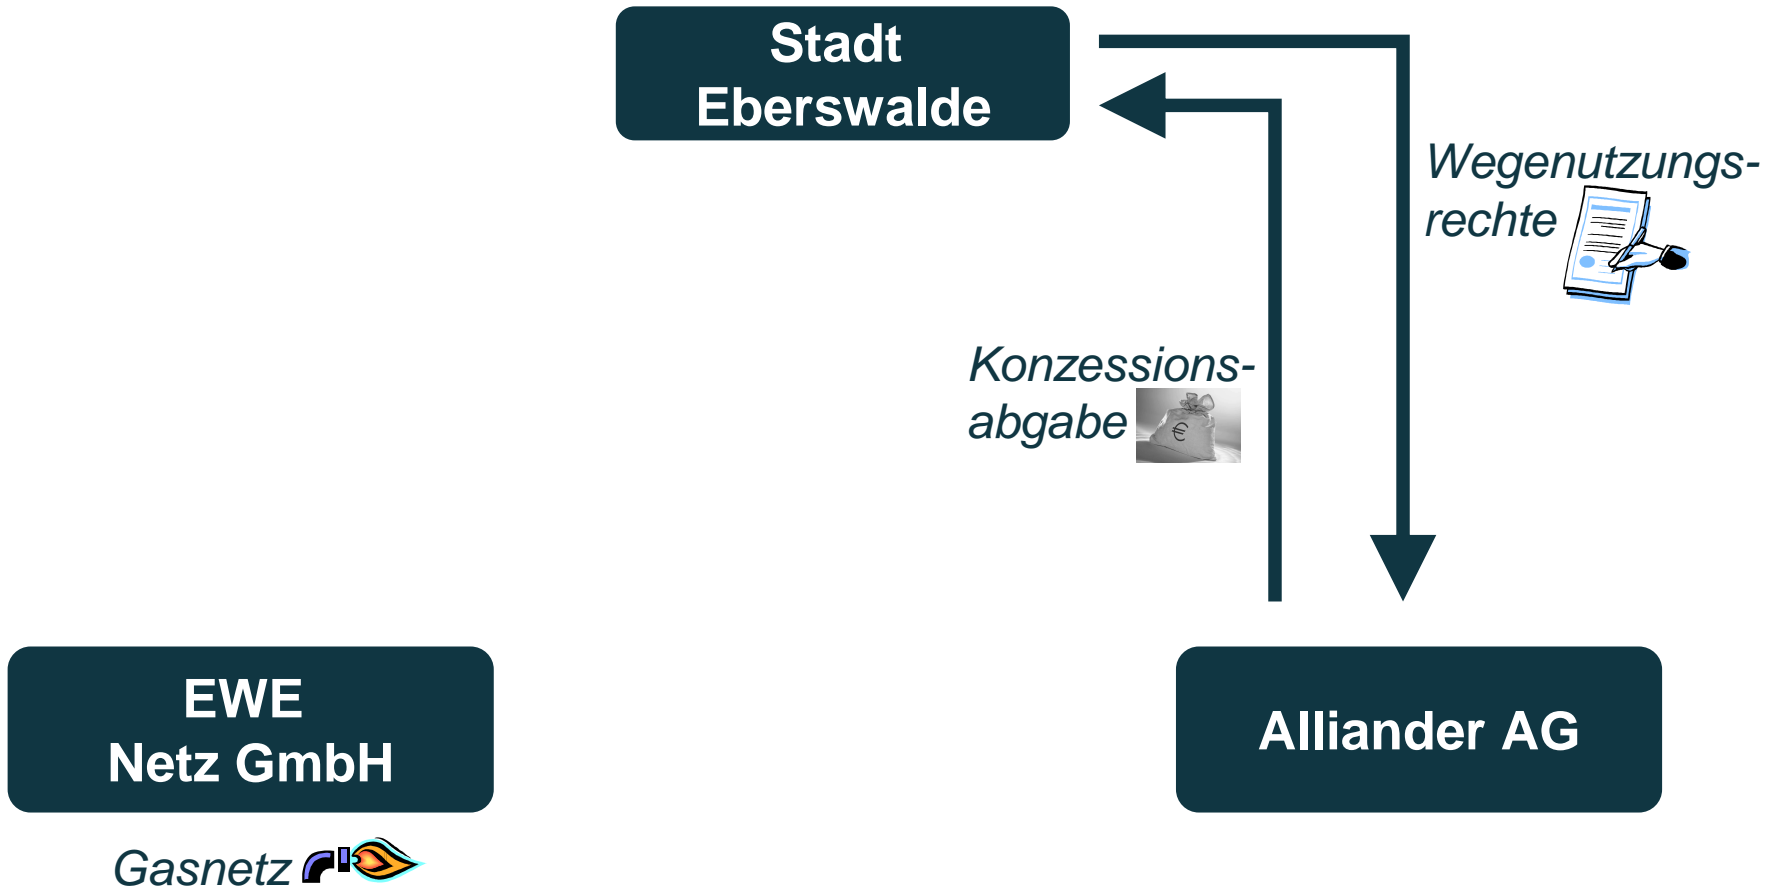 Stadt
Eberswalde
Wegenutzungs-
rechte
Konzessions-
abgabe
€
EWE
Netz GmbH
Alliander AG
Gasnetz